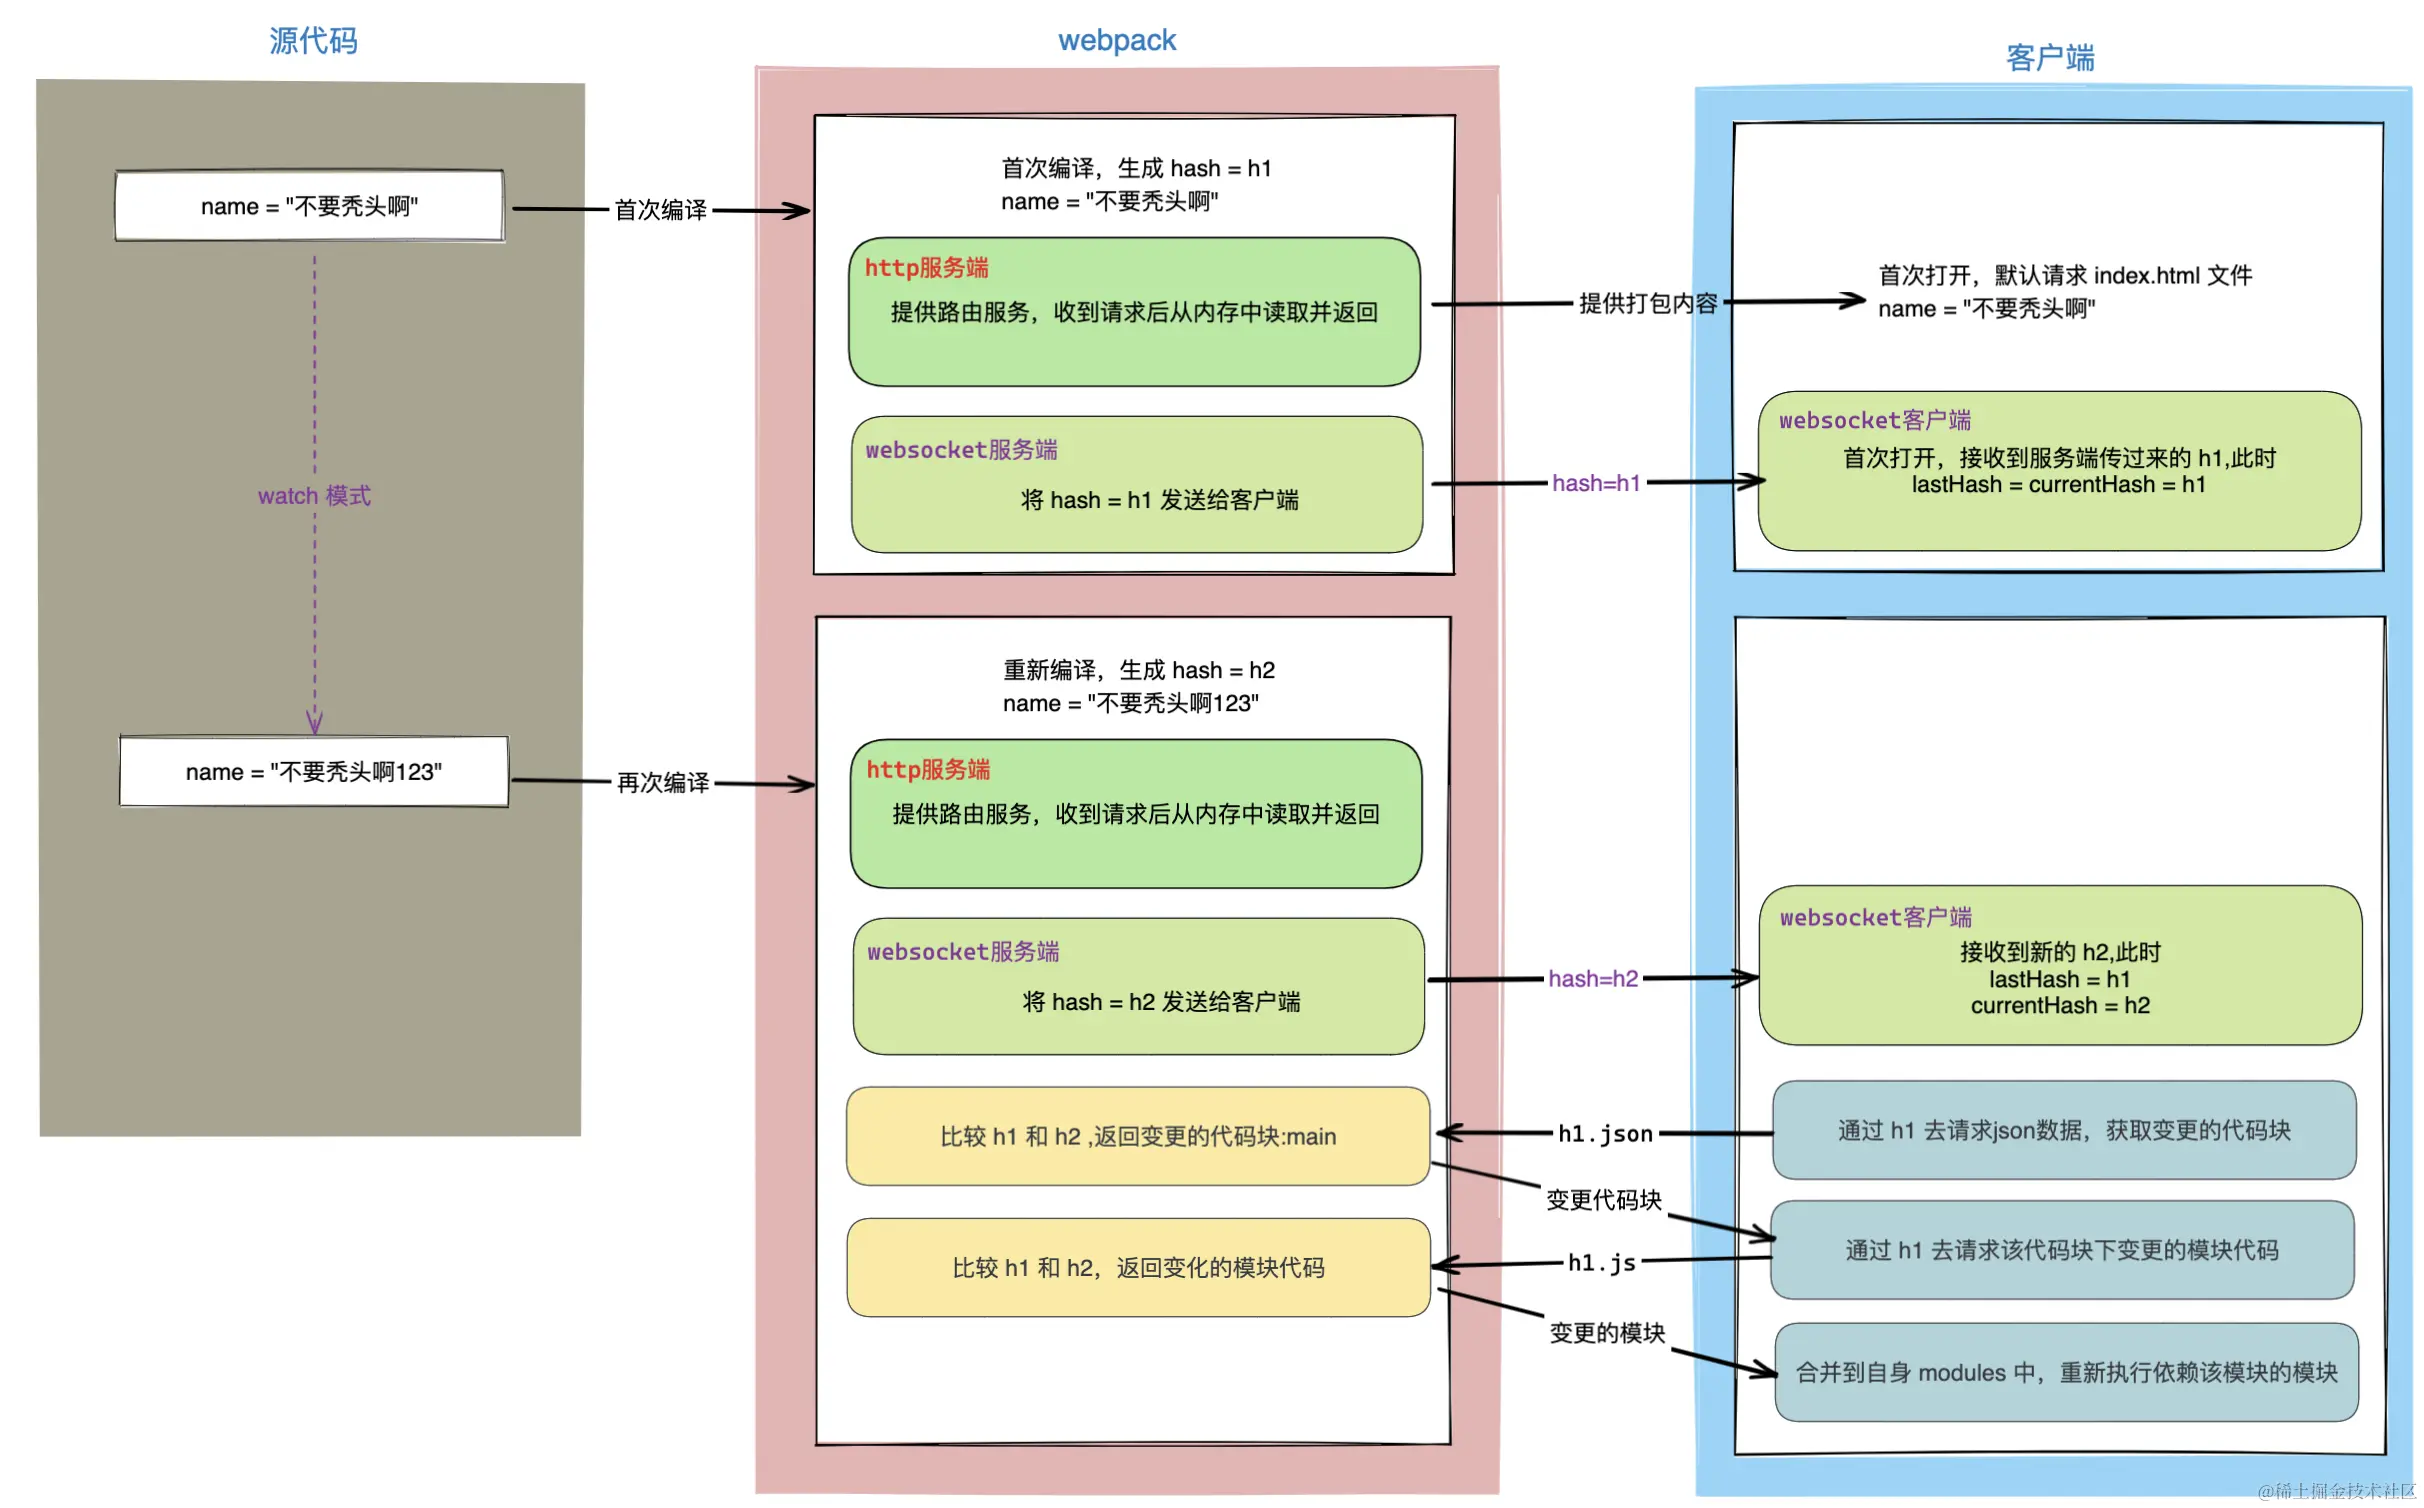 源代码
webpack
客户端
name = "不要秃头啊"
首次编译
首次编译，生成 hash = h1
name = "不要秃头啊"
http服务端
提供路由服务，收到请求后从内存中读取并返回
提供打包内容
首次打开，默认请求 index.html 文件
name = "不要秃头啊"
websocket服务端
将 hash = h1 发送给客户端
hash=h1
websocket客户端
首次打开，接收到服务端传过来的 h1,此时
lastHash = currentHash = h1
watch 模式
name = "不要秃头啊123"
再次编译
重新编译，生成 hash = h2
name = "不要秃头啊123"
http服务端
提供路由服务，收到请求后从内存中读取并返回
websocket服务端
将 hash = h2 发送给客户端
hash=h2
websocket客户端
接收到新的 h2,此时
lastHash = h1
currentHash = h2
比较 h1 和 h2 ,返回变更的代码块:main
h1.json
通过 h1 去请求json数据，获取变更的代码块
变更代码块
通过 h1 去请求该代码块下变更的模块代码
比较 h1 和 h2，返回变化的模块代码
h1.js
变更的模块
合并到自身 modules 中，重新执行依赖该模块的模块
@稀土掘金技术社区